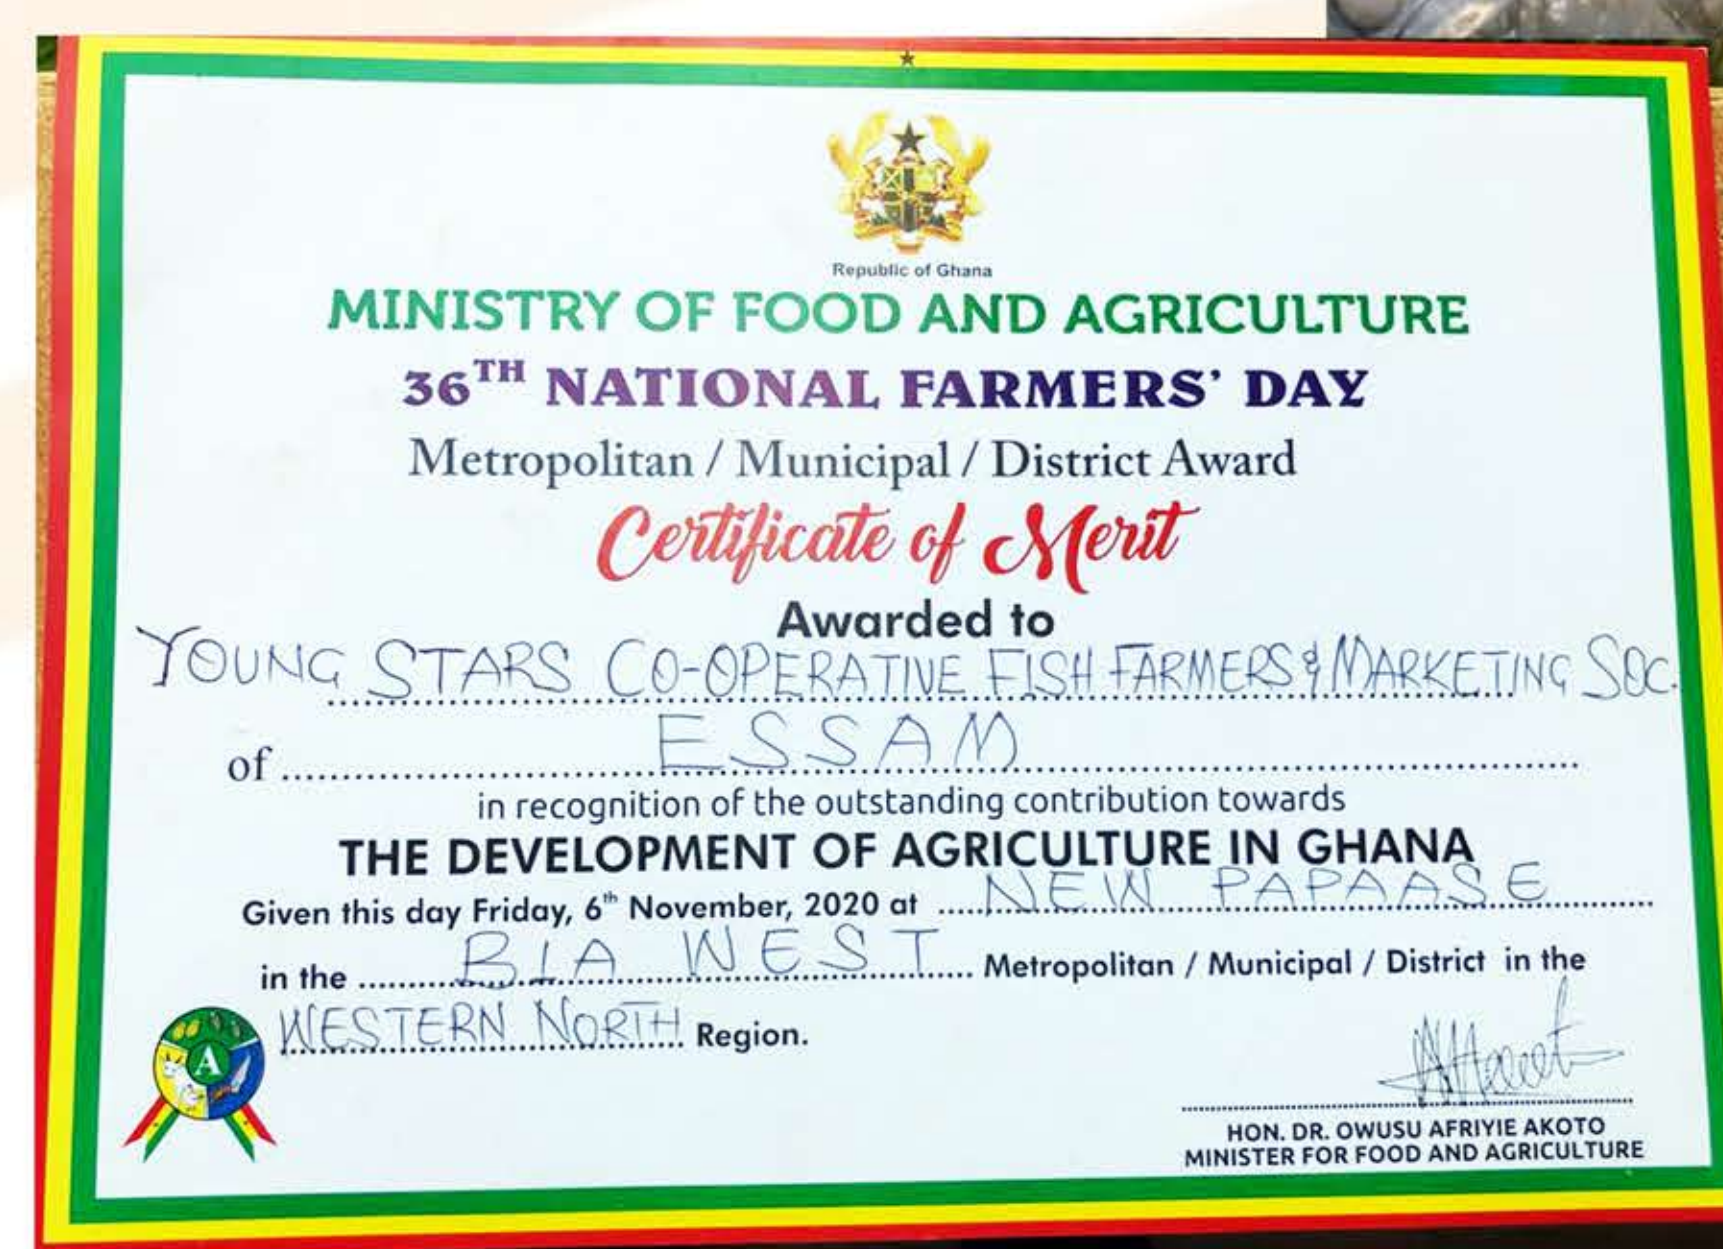 Republic of Ghana
MINISTRY OF FOOD AND AGRICULTURE
36TH NATIONAL FARMERS' DAY
Metropolitan / Municipal / District Award
Certificate of Merit
Awarded to
YOUNG STARS CO-OPERATIVE FISH FARMERS & MARKETING SOC.
of ESSAM
in recognition of the outstanding contribution towards
THE DEVELOPMENT OF AGRICULTURE IN GHANA
Given this day Friday, 6th November, 2020 at NEW PAPAASE
in the BIA WEST Metropolitan / Municipal / District in the
WESTERN NORTH Region.
A
HON. DR. OWUSU AFRIYIE AKOTO
MINISTER FOR FOOD AND AGRICULTURE